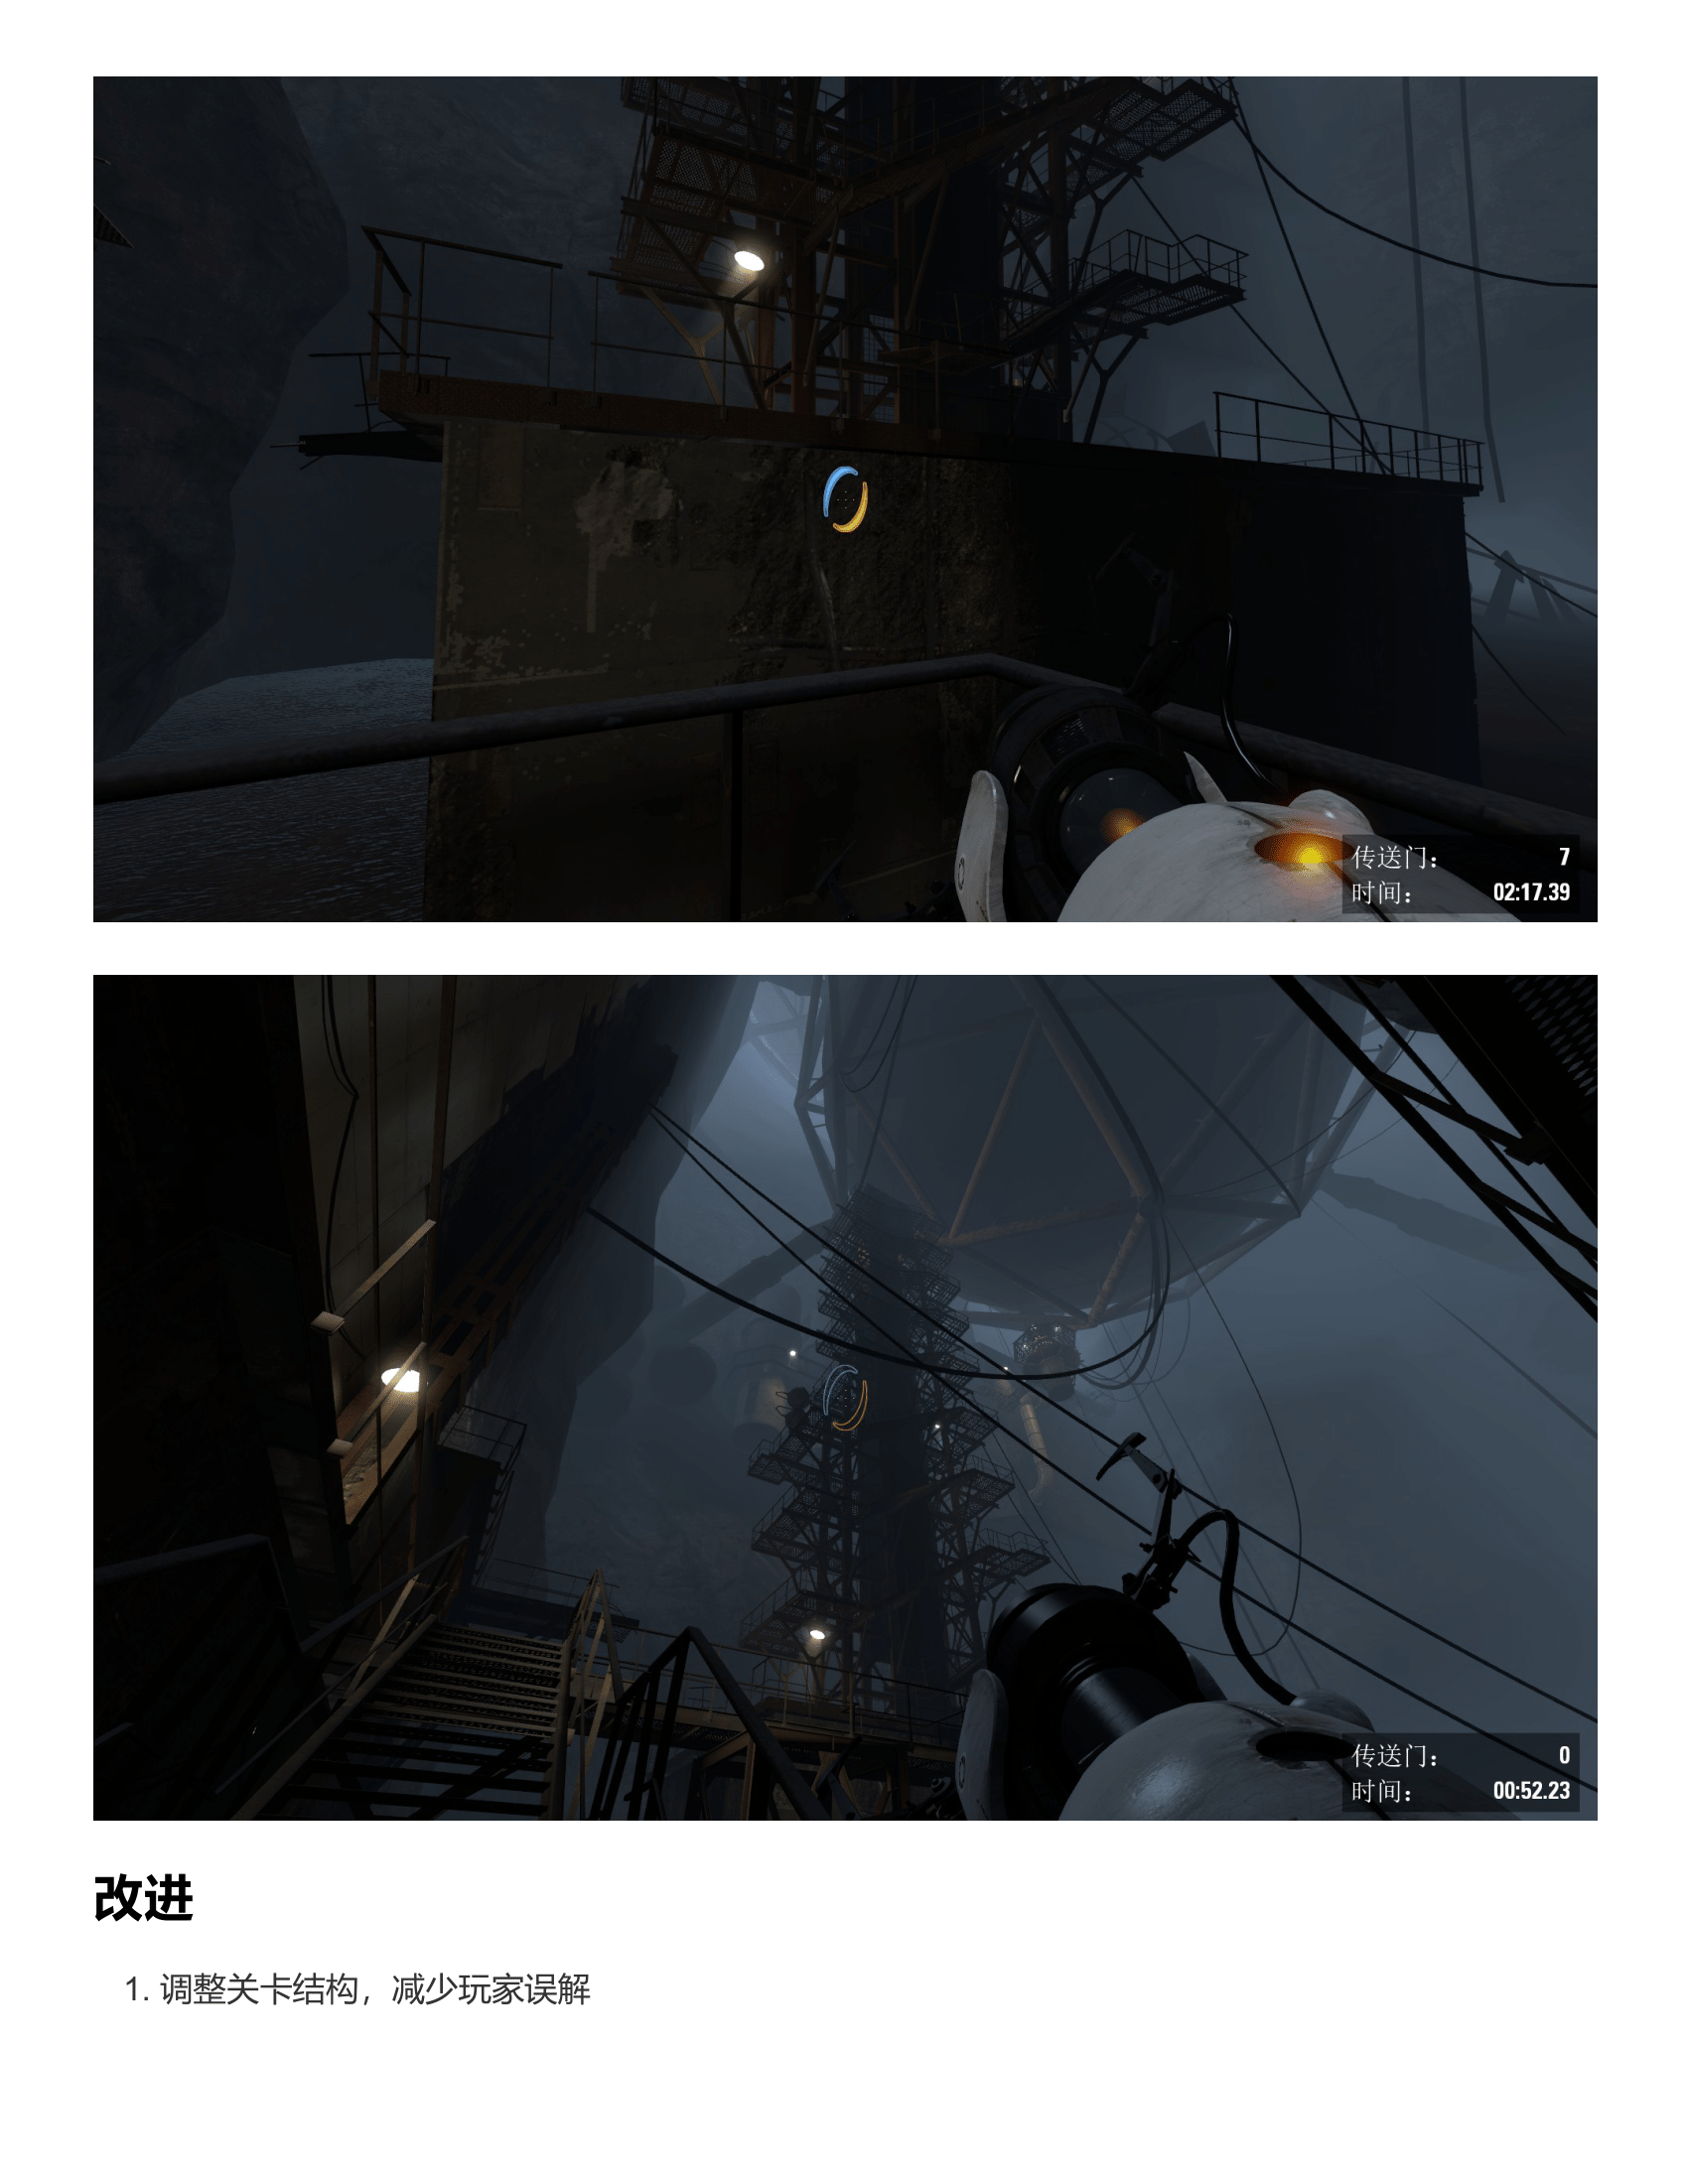 传送门： 7
时间： 02:17.39
传送门： 0
时间： 00:52.23
改进
1. 调整关卡结构，减少玩家误解